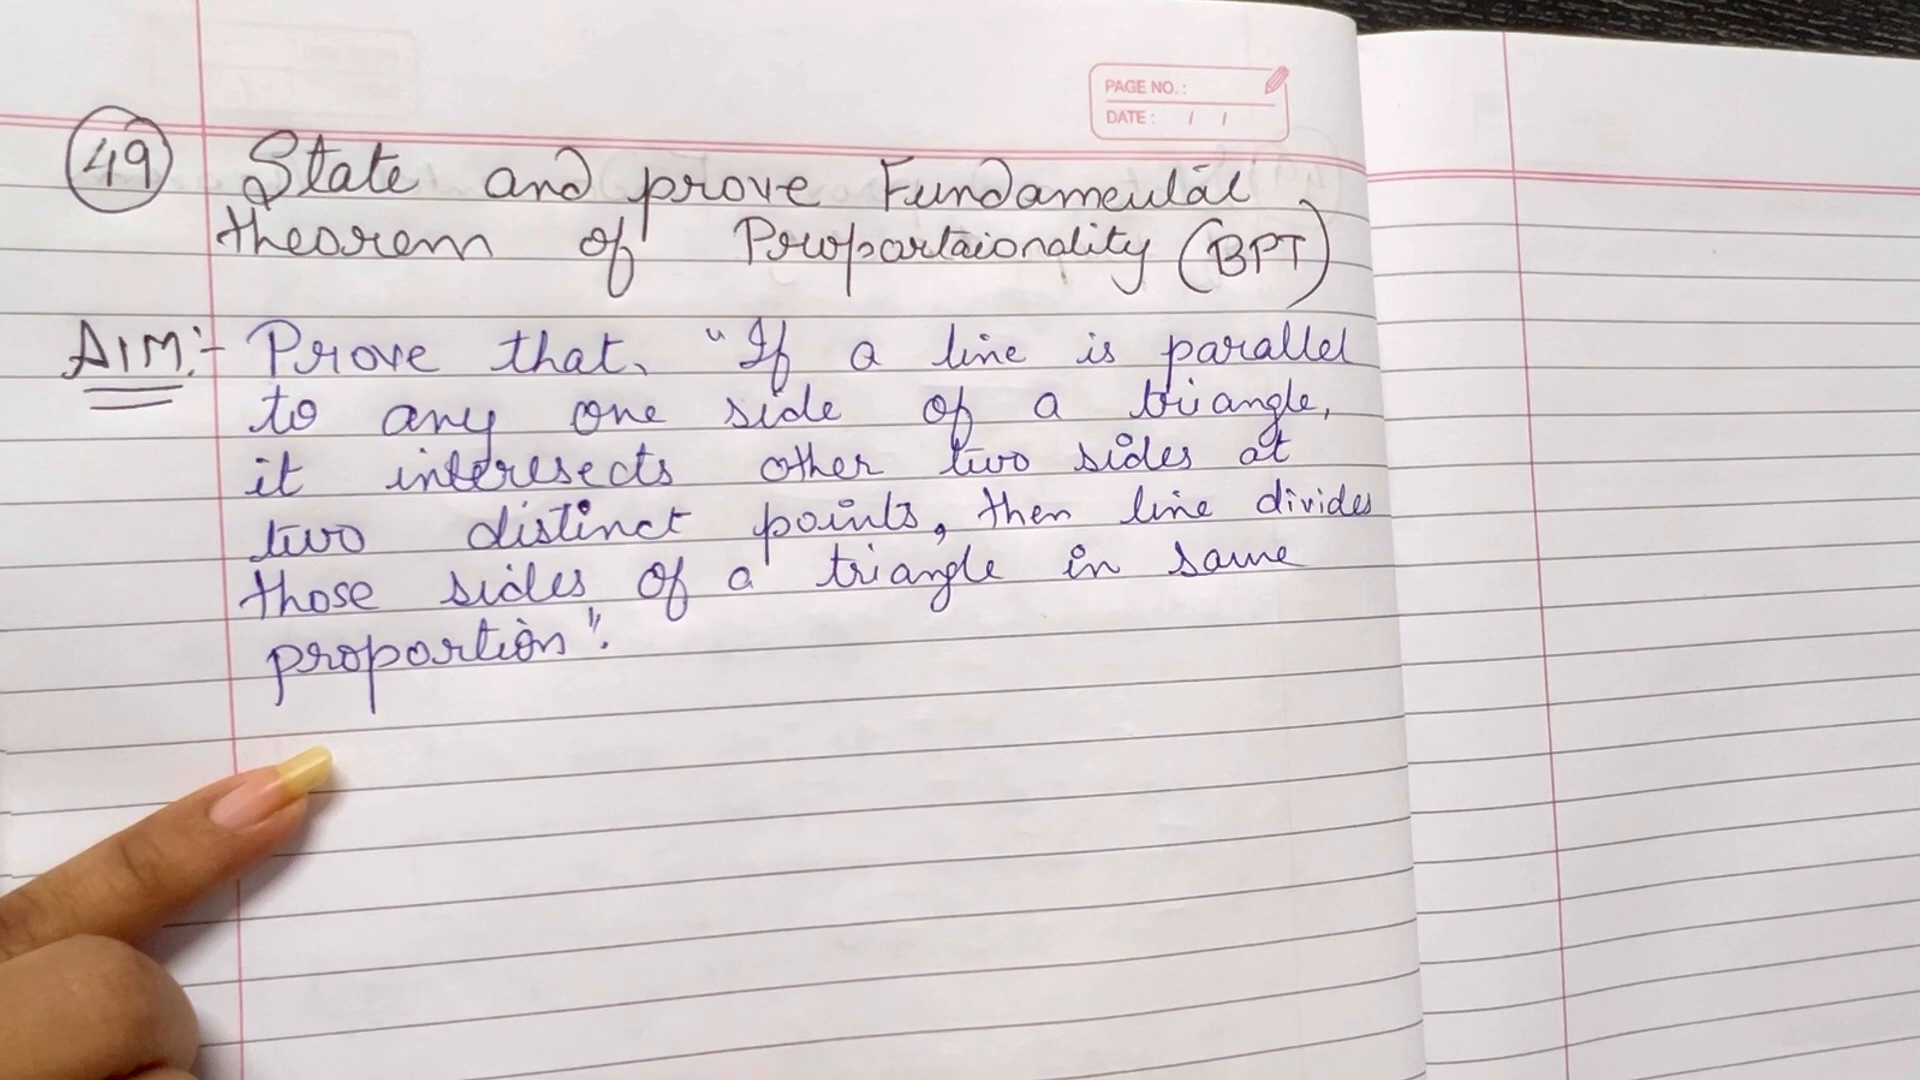 PAGE NO. :
DATE : / /
49 State and prove Fundamental
theorem of Proportaionality (BPT)
AIM:- Prove that, "If a line is parallel
to any one side of a triangle,
it interesects other two sides at
two distinct points, then line divides
those sides of a triangle in same
proportion".